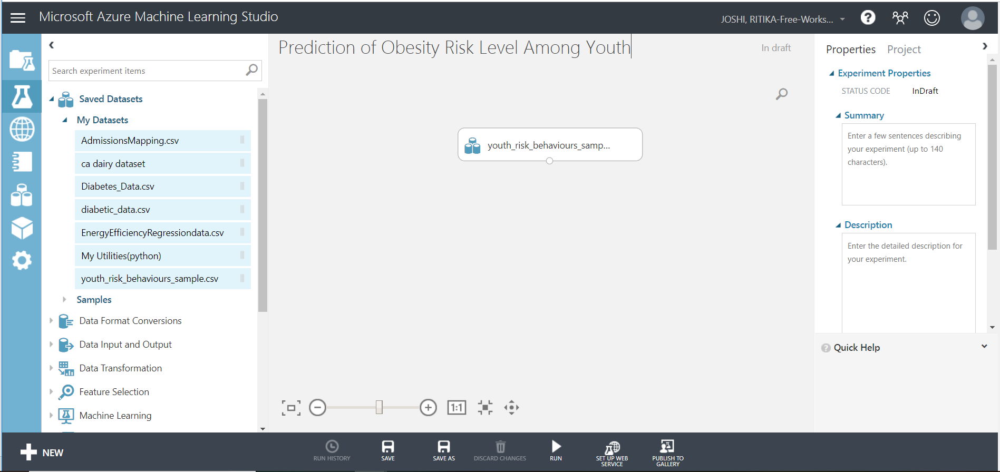 Microsoft Azure Machine Learning Studio
JOSHI, RITIKA-Free-Works...
?
Search experiment items
Saved Datasets
My Datasets
AdmissionsMapping.csv
ca dairy dataset
Diabetes_Data.csv
diabetic_data.csv
EnergyEfficiencyRegressiondata.csv
My Utilities(python)
youth_risk_behaviours_sample.csv
Samples
Data Format Conversions
Data Input and Output
Data Transformation
Feature Selection
Machine Learning
Prediction of Obesity Risk Level Among Youth
In draft
youth_risk_behaviours_samp...
1:1
Properties
Project
Experiment Properties
STATUS CODE
InDraft
Summary
Enter a few sentences describing
your experiment (up to 140
characters).
Description
Enter the detailed description for
your experiment.
? Quick Help
NEW
RUN HISTORY
SAVE
SAVE AS
DISCARD CHANGES
RUN
SET UP WEB
SERVICE
PUBLISH TO
GALLERY